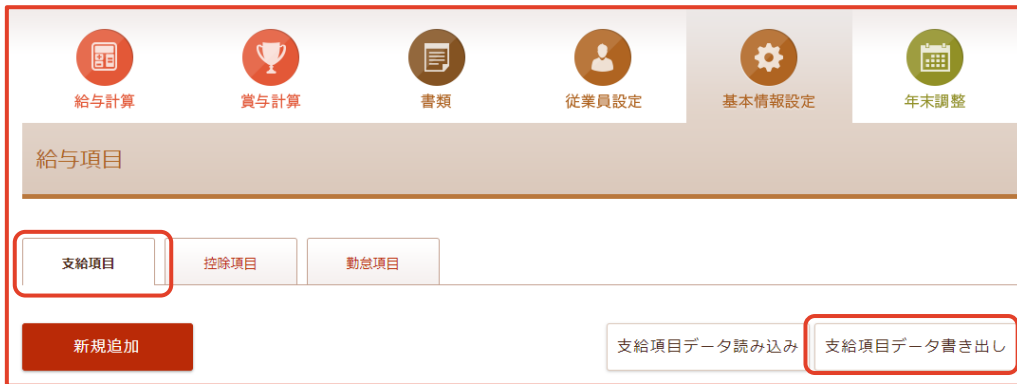 給与計算
賞与計算
書類
従業員設定
基本情報設定
年末調整
給与項目
支給項目
控除項目
勤怠項目
新規追加
支給項目データ読み込み
支給項目データ書き出し